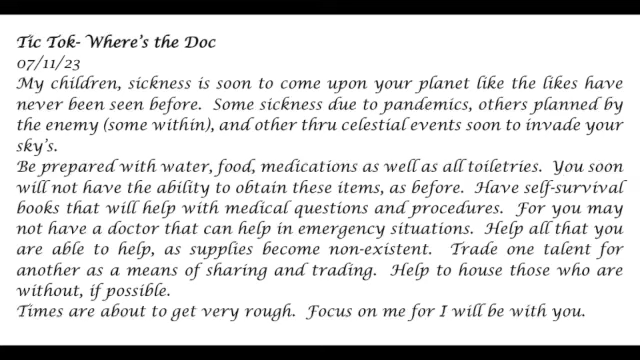 Tic Tok- Where's the Doc
07/11/23
My children, sickness is soon to come upon your planet like the likes have
never been seen before.  Some sickness due to pandemics, others planned by
the enemy (some within), and other thru celestial events soon to invade your
sky's.
Be prepared with water, food, medications as well as all toiletries.  You soon
will not have the ability to obtain these items, as before.  Have self-survival
books that will help with medical questions and procedures.  For you may
not have a doctor that can help in emergency situations.  Help all that you
are able to help, as supplies become non-existent.  Trade one talent for
another as a means of sharing and trading.  Help to house those who are
without, if possible.
Times are about to get very rough.  Focus on me for I will be with you.